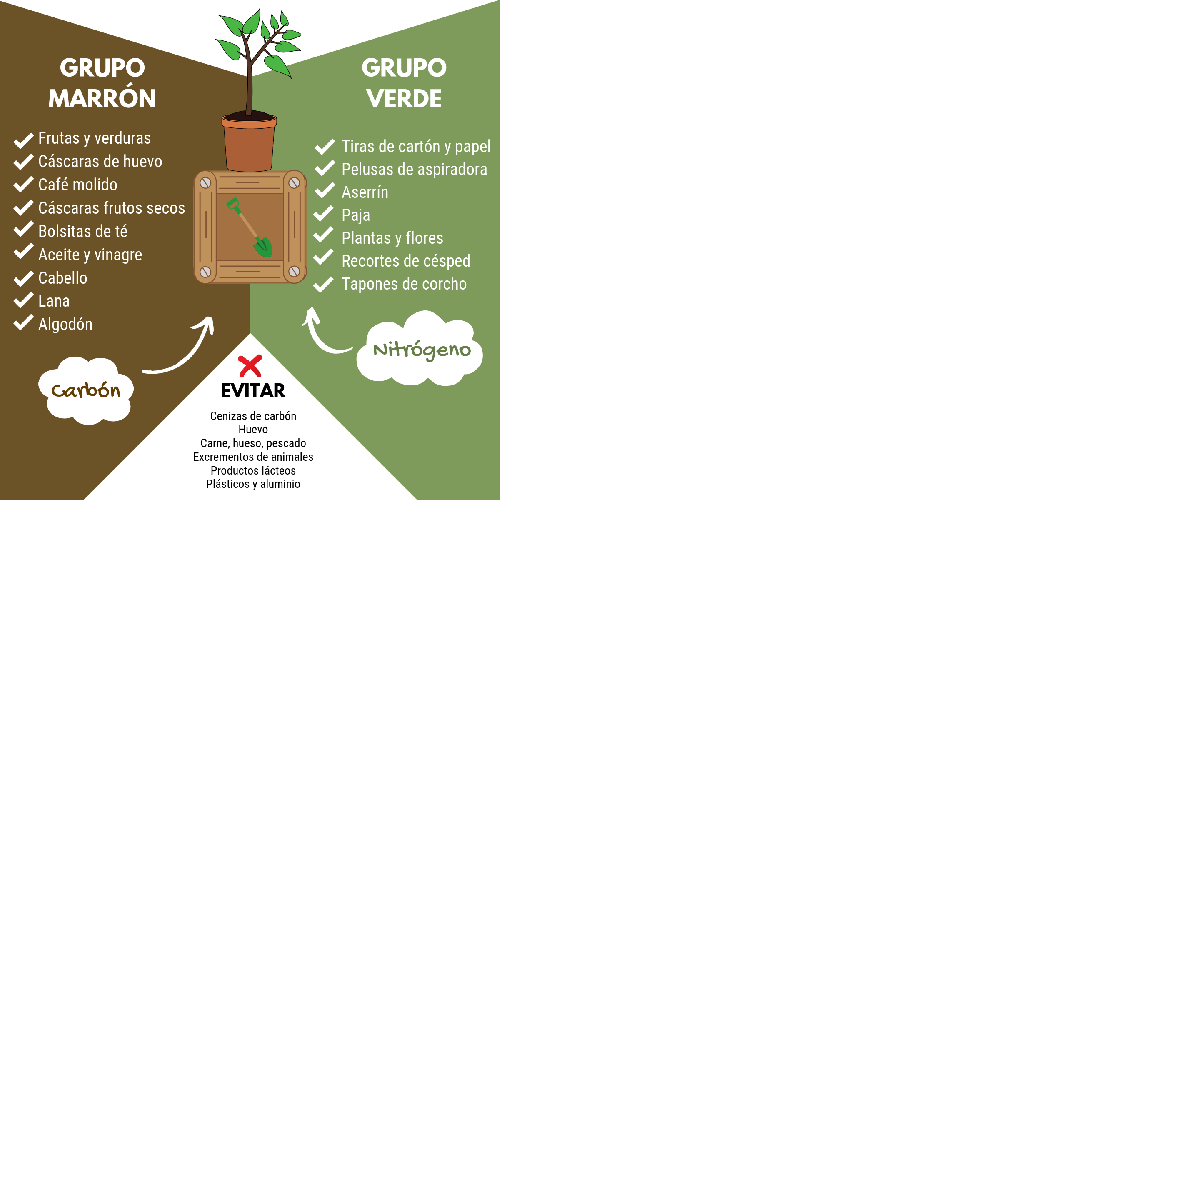 GRUPO
MARRÓN
Frutas y verduras
Cáscaras de huevo
Café molido
Cáscaras frutos secos
Bolsitas de té
Aceite y vinagre
Cabello
Lana
Algodón
Carbón
GRUPO
VERDE
Tiras de cartón y papel
Pelusas de aspiradora
Aserrín
Paja
Plantas y flores
Recortes de césped
Tapones de corcho
Nitrógeno
EVITAR
Cenizas de carbón
Huevo
Carne, hueso, pescado
Excrementos de animales
Productos lácteos
Plásticos y aluminio